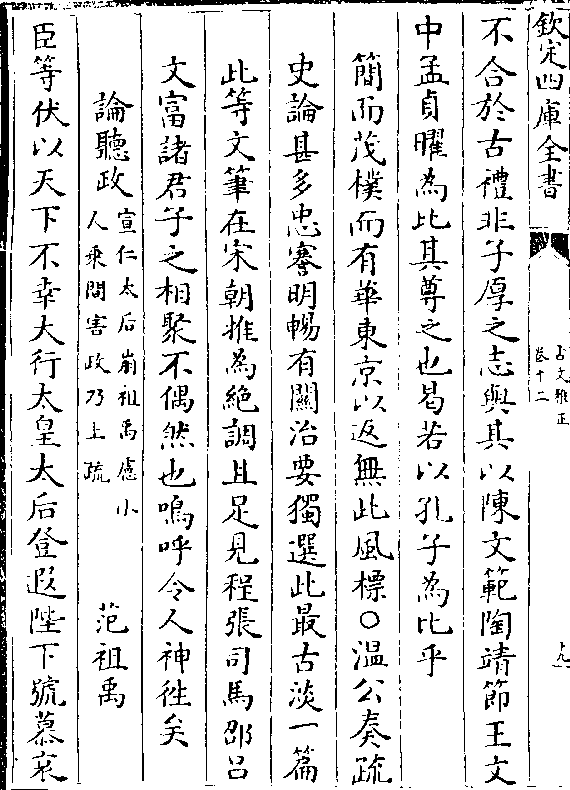 欽定四庫全書
古文雅正
卷十二
十九
不合於古禮非子厚之志與其以陳文範陶靖節王文
中孟貞曜為比其尊之也曷若以孔子為比乎
簡而茂樸而有華東京以返無此風標○溫公奏疏
史論甚多忠謇明暢有關治要獨選此最古淡一篇
此等文筆在宋朝推為絕調且足見程張司馬邵呂
文富諸君子之相聚不偶然也嗚呼令人神徃矣
論聽政
宣仁太后崩祖禹慮小
人乘間害政乃上疏
范祖禹
臣等伏以天下不幸大行太皇太后登遐陛下號慕哀